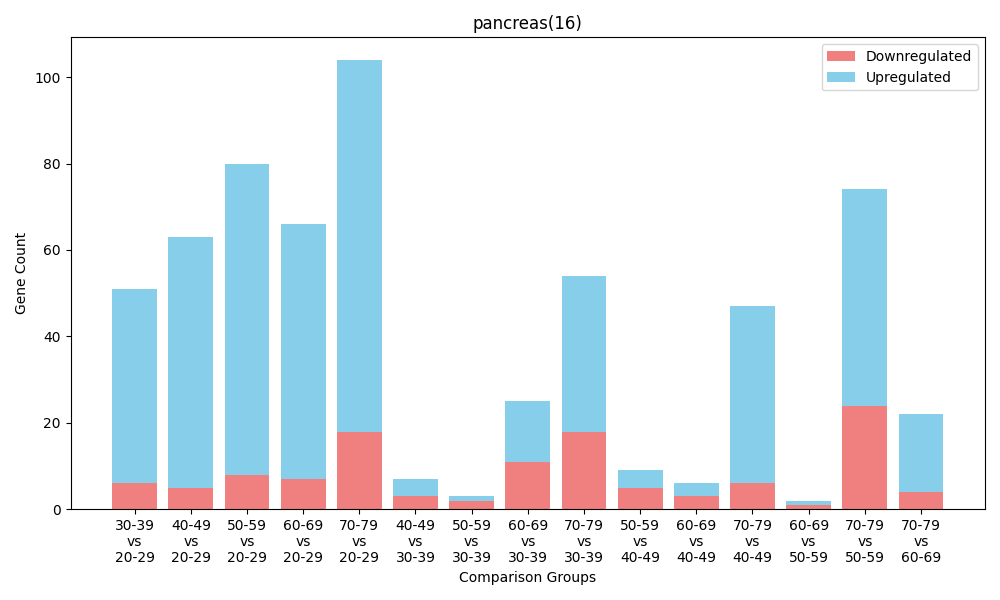 pancreas(16)
Downregulated
Upregulated
Gene Count
100
80
60
40
20
0
30-39
vs
20-29
40-49
vs
20-29
50-59
vs
20-29
60-69
vs
20-29
70-79
vs
20-29
40-49
vs
30-39
50-59
vs
30-39
60-69
vs
30-39
70-79
vs
30-39
50-59
vs
40-49
60-69
vs
40-49
70-79
vs
40-49
60-69
vs
50-59
70-79
vs
50-59
70-79
vs
60-69
Comparison Groups